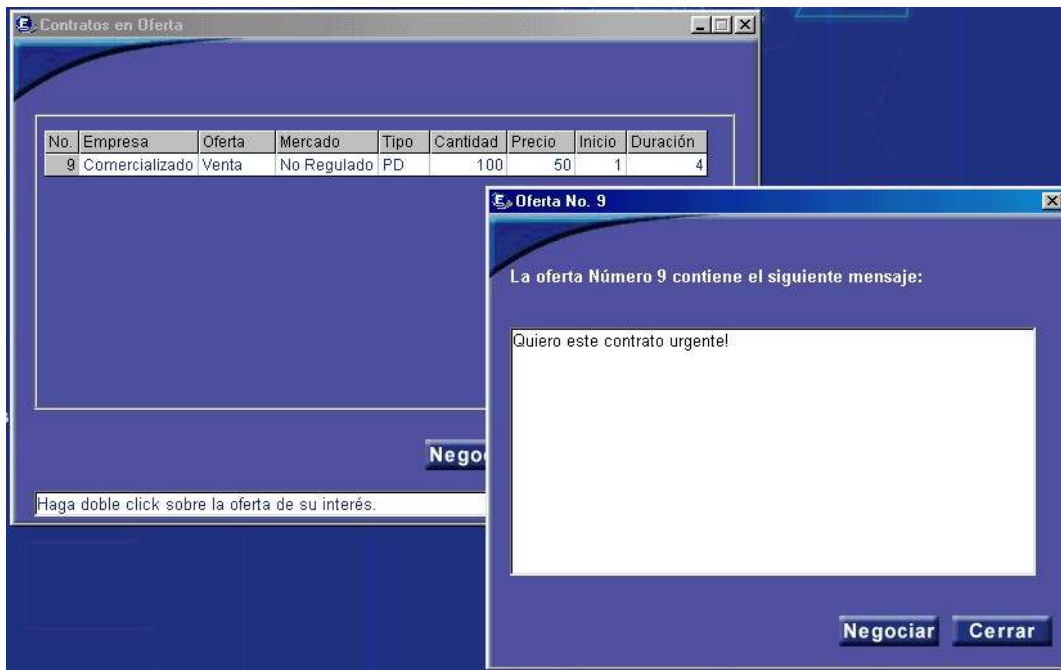 Contratos en Oferta
No. Empresa Oferta Mercado Tipo Cantidad Precio Inicio Duración
9 Comercializado Venta No Regulado PD 100 50 1 4
Haga doble click sobre la oferta de su interés.
Oferta No. 9
La oferta Número 9 contiene el siguiente mensaje:
Quiero este contrato urgente!
Negociar Cerrar